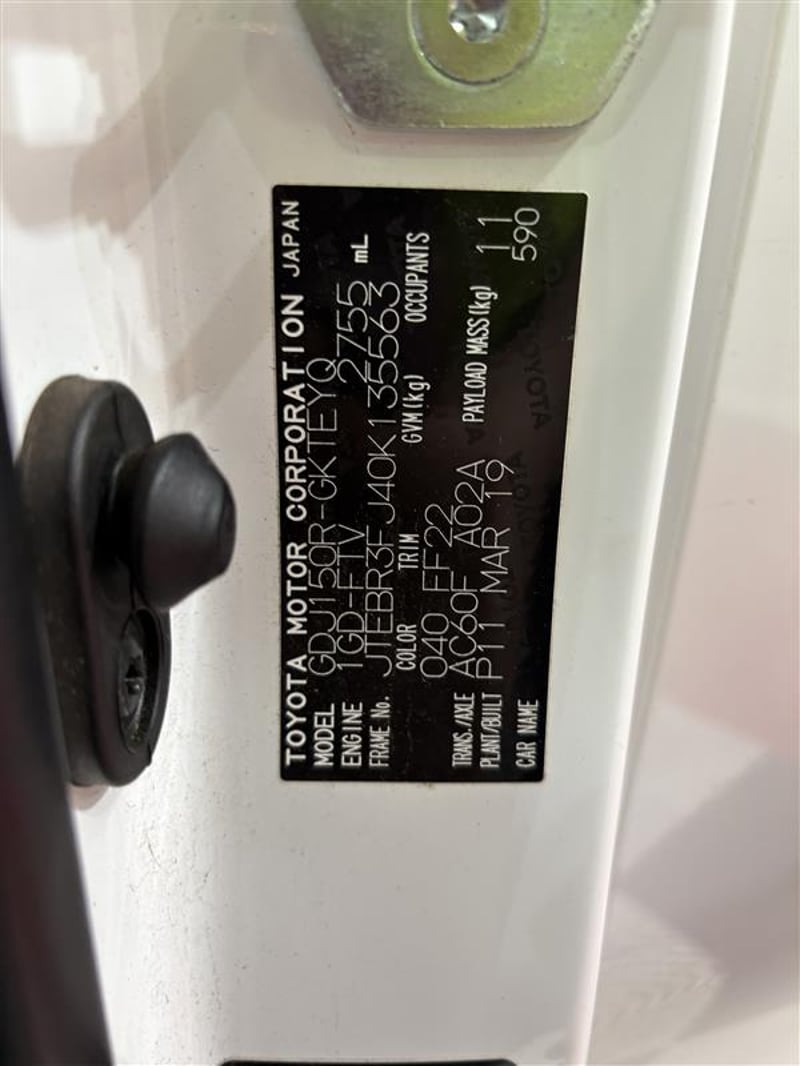 TOYOTA MOTOR CORPORATION JAPAN
MODEL GDJ150R-GKTEYQ
ENGINE 1GD-FTV 2755 mL
FRAME No. JTEBR3FJ40K135563
COLOR TRIM GVM(kg) OCCUPANTS
040 FF22
TRANS./AXLE AC60F A02A PAYLOAD MASS(kg) 11
PLANT/BUILT P11 MAR 19 590
CAR NAME